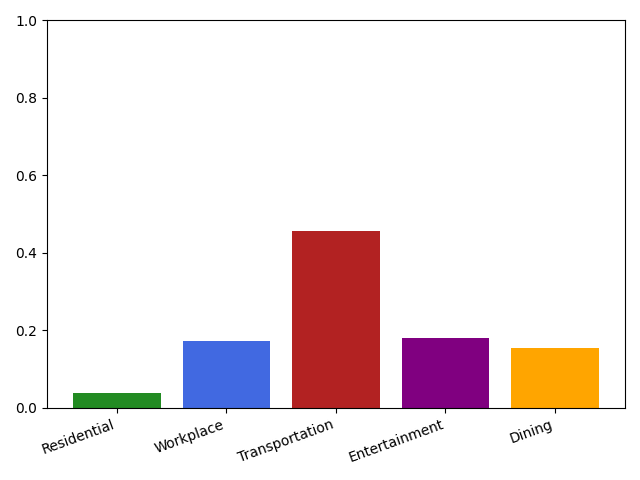 1.0
0.8
0.6
0.4
0.2
0.0
Residential
Workplace
Transportation
Entertainment
Dining